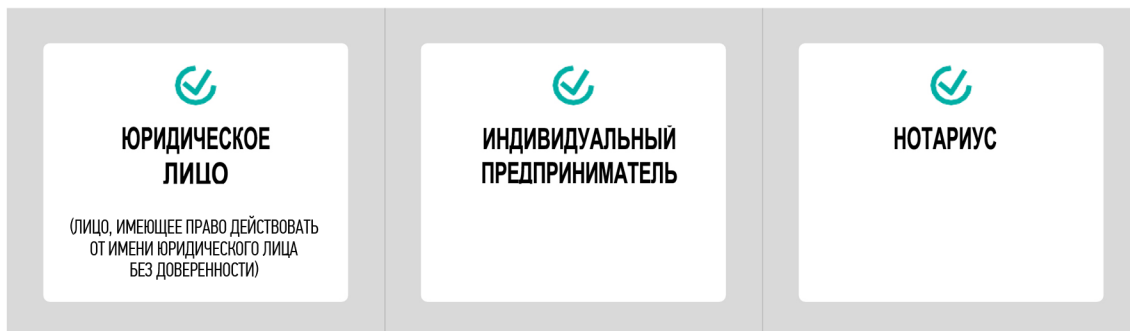 ЮРИДИЧЕСКОЕ
ЛИЦО
(ЛИЦО, ИМЕЮЩЕЕ ПРАВО ДЕЙСТВОВАТЬ
ОТ ИМЕНИ ЮРИДИЧЕСКОГО ЛИЦА
БЕЗ ДОВЕРЕННОСТИ)
ИНДИВИДУАЛЬНЫЙ
ПРЕДПРИНИМАТЕЛЬ
НОТАРИУС